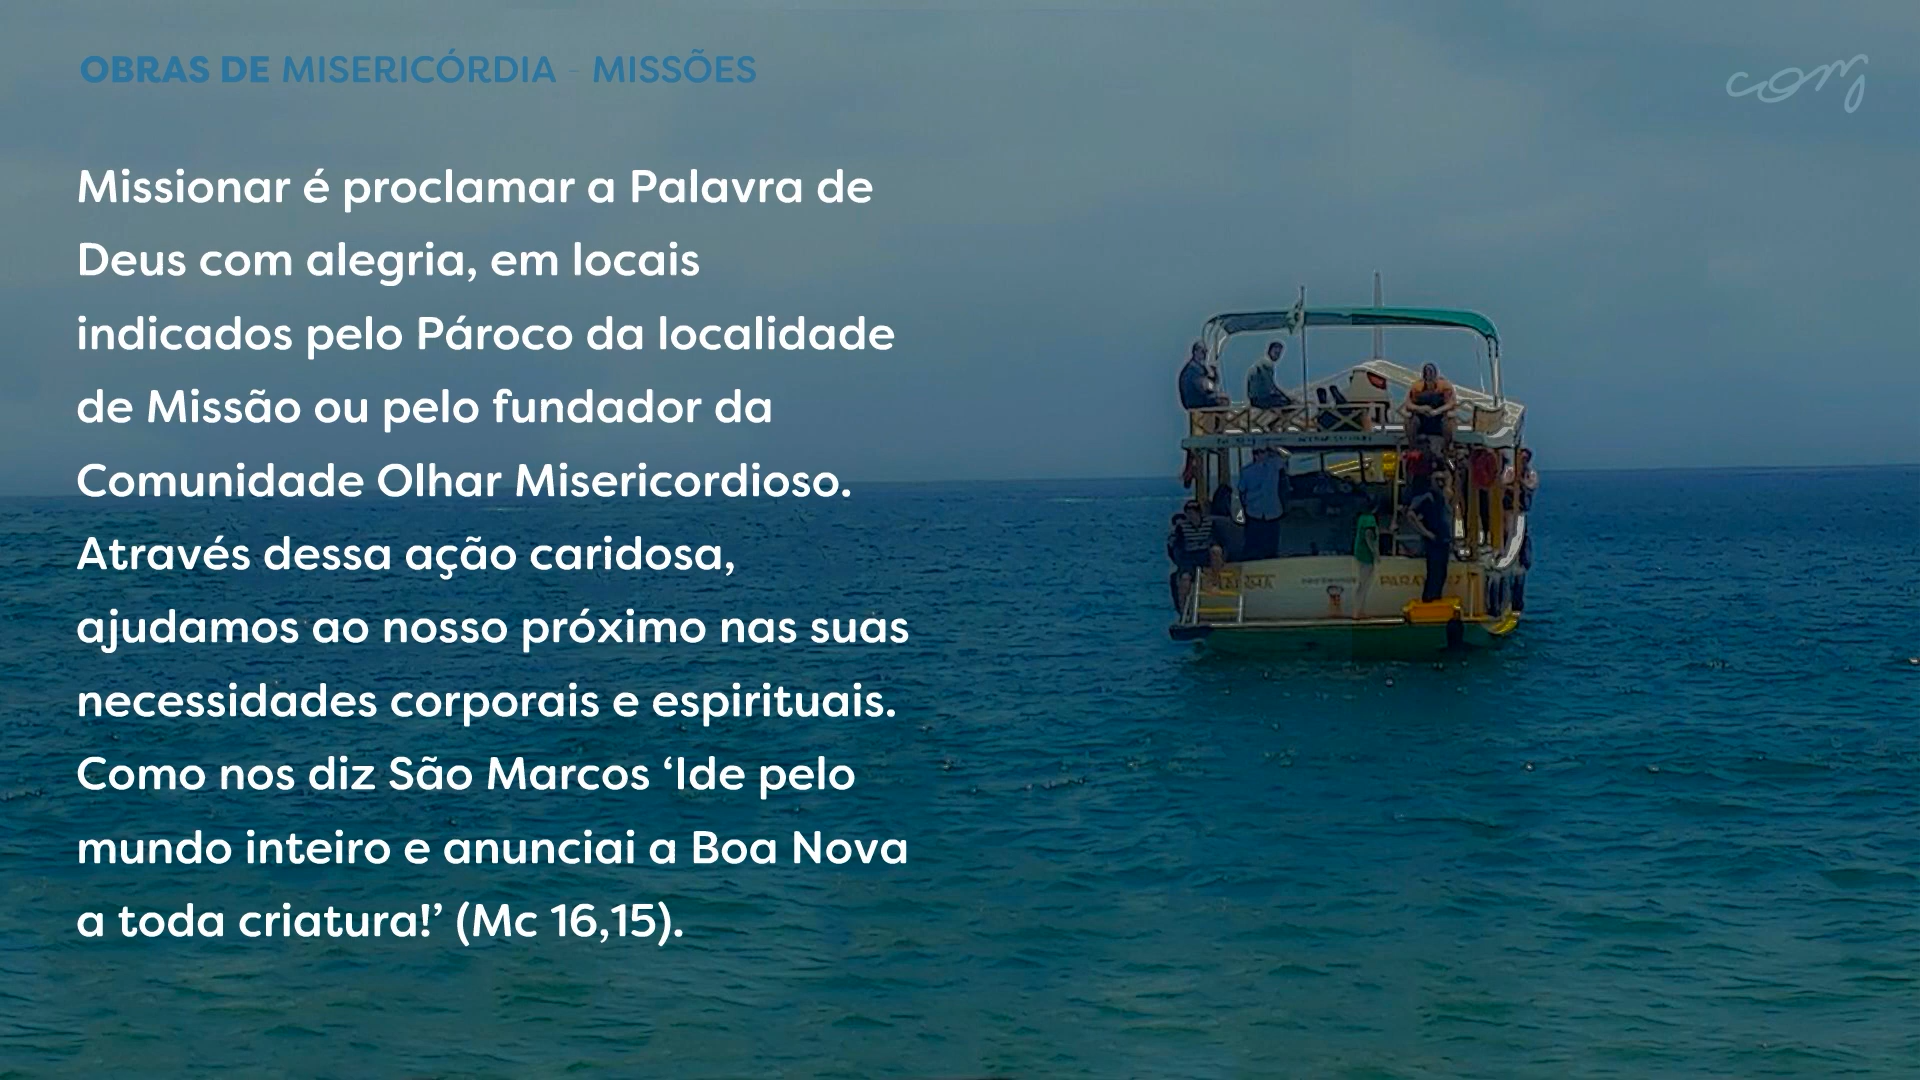 OBRAS DE MISERICÓRDIA - MISSÕES
com
Missionar é proclamar a Palavra de
Deus com alegria, em locais
indicados pelo Pároco da localidade
de Missão ou pelo fundador da
Comunidade Olhar Misericordioso.
Através dessa ação caridosa,
ajudamos ao nosso próximo nas suas
necessidades corporais e espirituais.
Como nos diz São Marcos ‘Ide pelo
mundo inteiro e anunciai a Boa Nova
a toda criatura!’ (Mc 16,15).